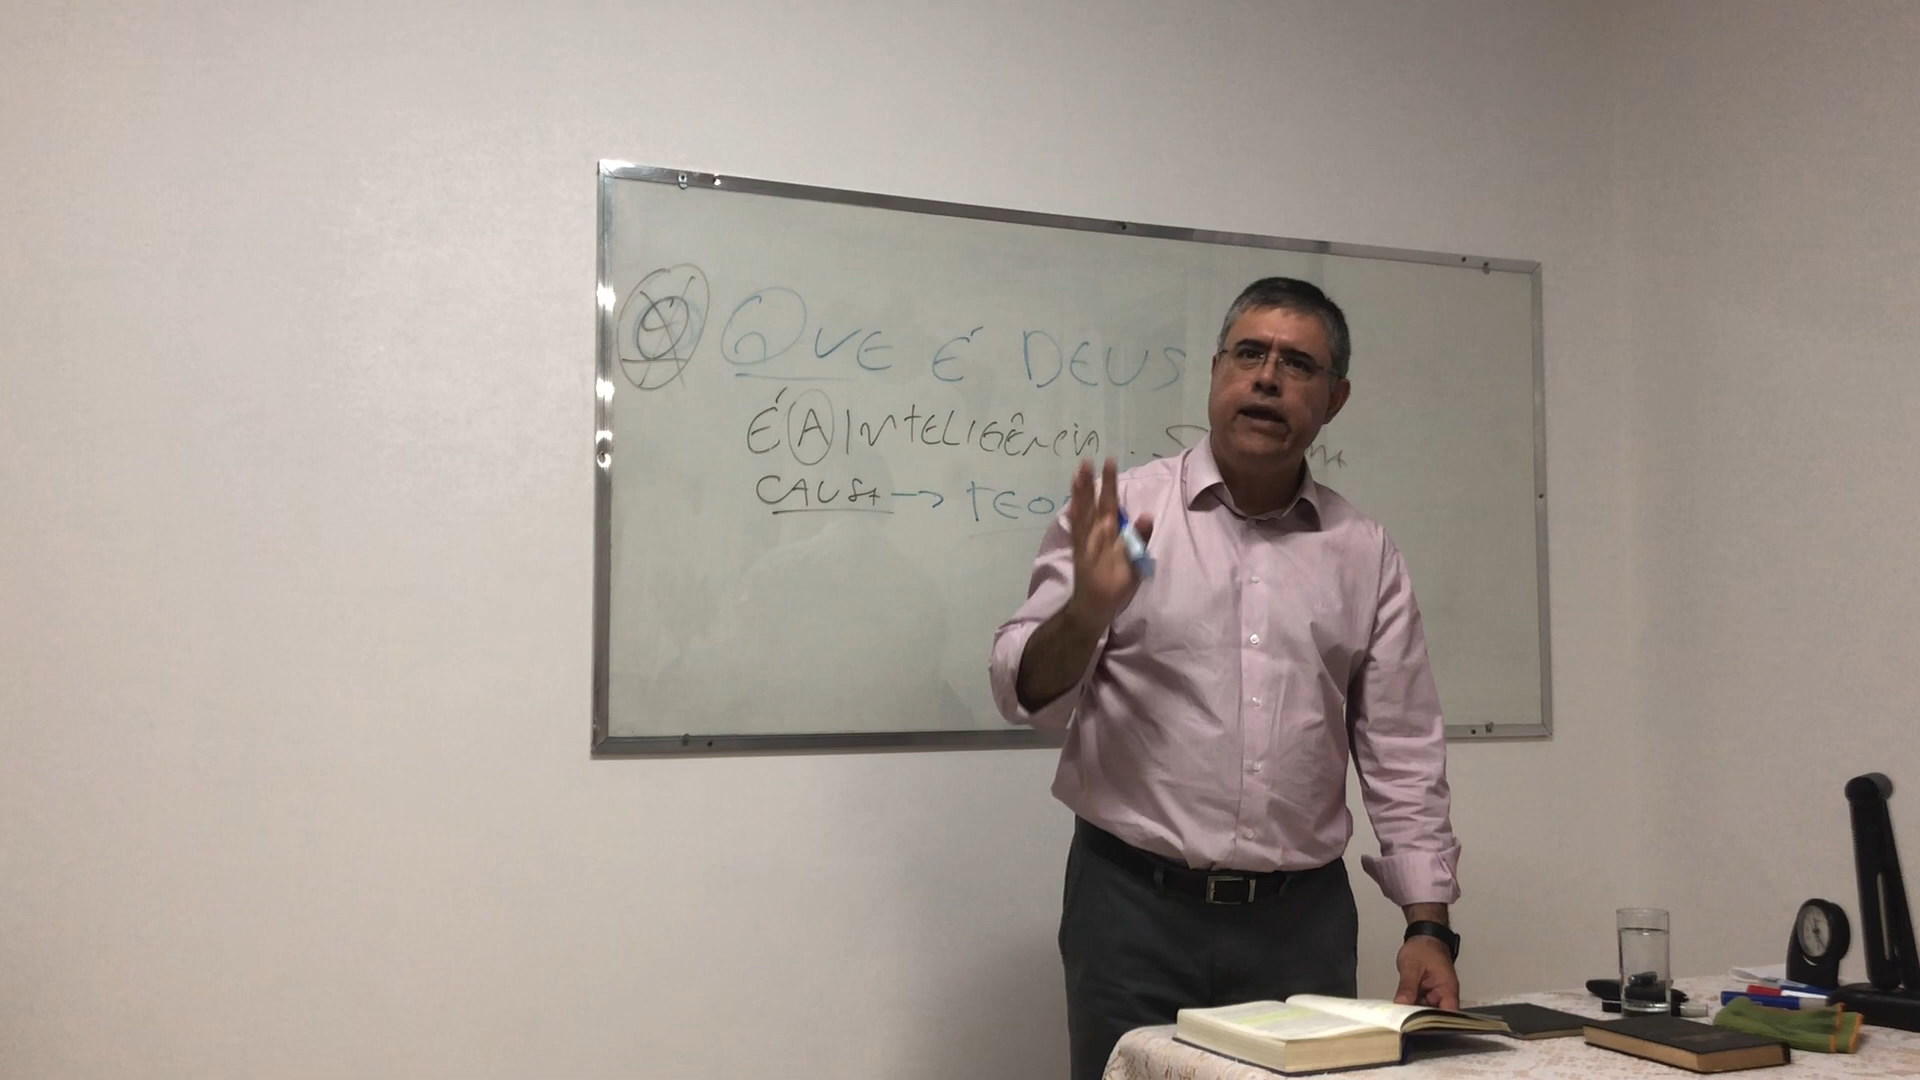 QUE É DEUS
É A INTELIGÊNCIA
CAUSA → TEO